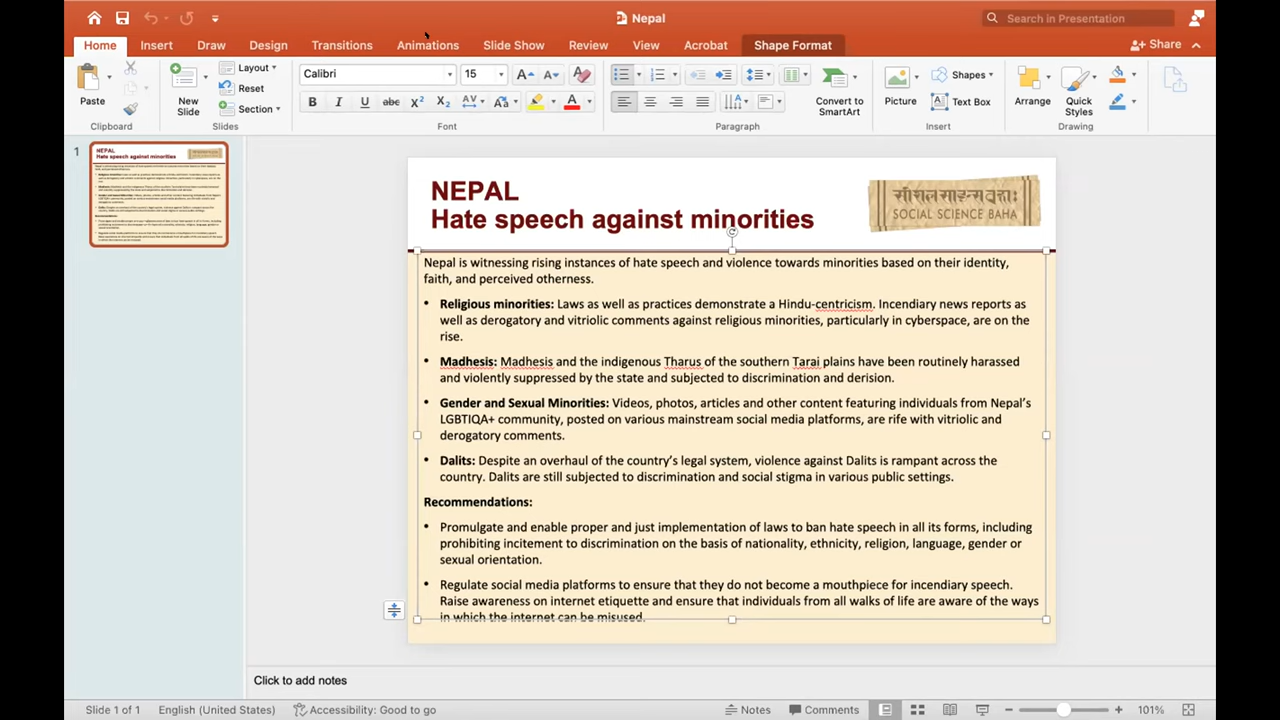 Nepal
Search in Presentation
Home Insert Draw Design Transitions Animations Slide Show Review View Acrobat Shape Format Share
Paste
Clipboard
New Slide
Layout
Reset
Section
Slides
Calibri 15
B I U abc X² X₂ AV Aa A
Font
Convert to SmartArt
Paragraph
Picture
Shapes
Text Box
Insert
Arrange
Quick Styles
Drawing
1
NEPAL
Hate speech against minorities
SOCIAL SCIENCE BAHA
Nepal is witnessing rising instances of hate speech and violence towards minorities based on their identity,
faith, and perceived otherness.
• Religious minorities: Laws as well as practices demonstrate a Hindu-centricism. Incendiary news reports as
well as derogatory and vitriolic comments against religious minorities, particularly in cyberspace, are on the
rise.
• Madhesis: Madhesis and the indigenous Tharus of the southern Tarai plains have been routinely harassed
and violently suppressed by the state and subjected to discrimination and derision.
• Gender and Sexual Minorities: Videos, photos, articles and other content featuring individuals from Nepal's
LGBTIQA+ community, posted on various mainstream social media platforms, are rife with vitriolic and
derogatory comments.
• Dalits: Despite an overhaul of the country's legal system, violence against Dalits is rampant across the
country. Dalits are still subjected to discrimination and social stigma in various public settings.
Recommendations:
• Promulgate and enable proper and just implementation of laws to ban hate speech in all its forms, including
prohibiting incitement to discrimination on the basis of nationality, ethnicity, religion, language, gender or
sexual orientation.
• Regulate social media platforms to ensure that they do not become a mouthpiece for incendiary speech.
Raise awareness on internet etiquette and ensure that individuals from all walks of life are aware of the ways
in which the internet can be misused.
Click to add notes
Slide 1 of 1 English (United States) Accessibility: Good to go Notes Comments 101%